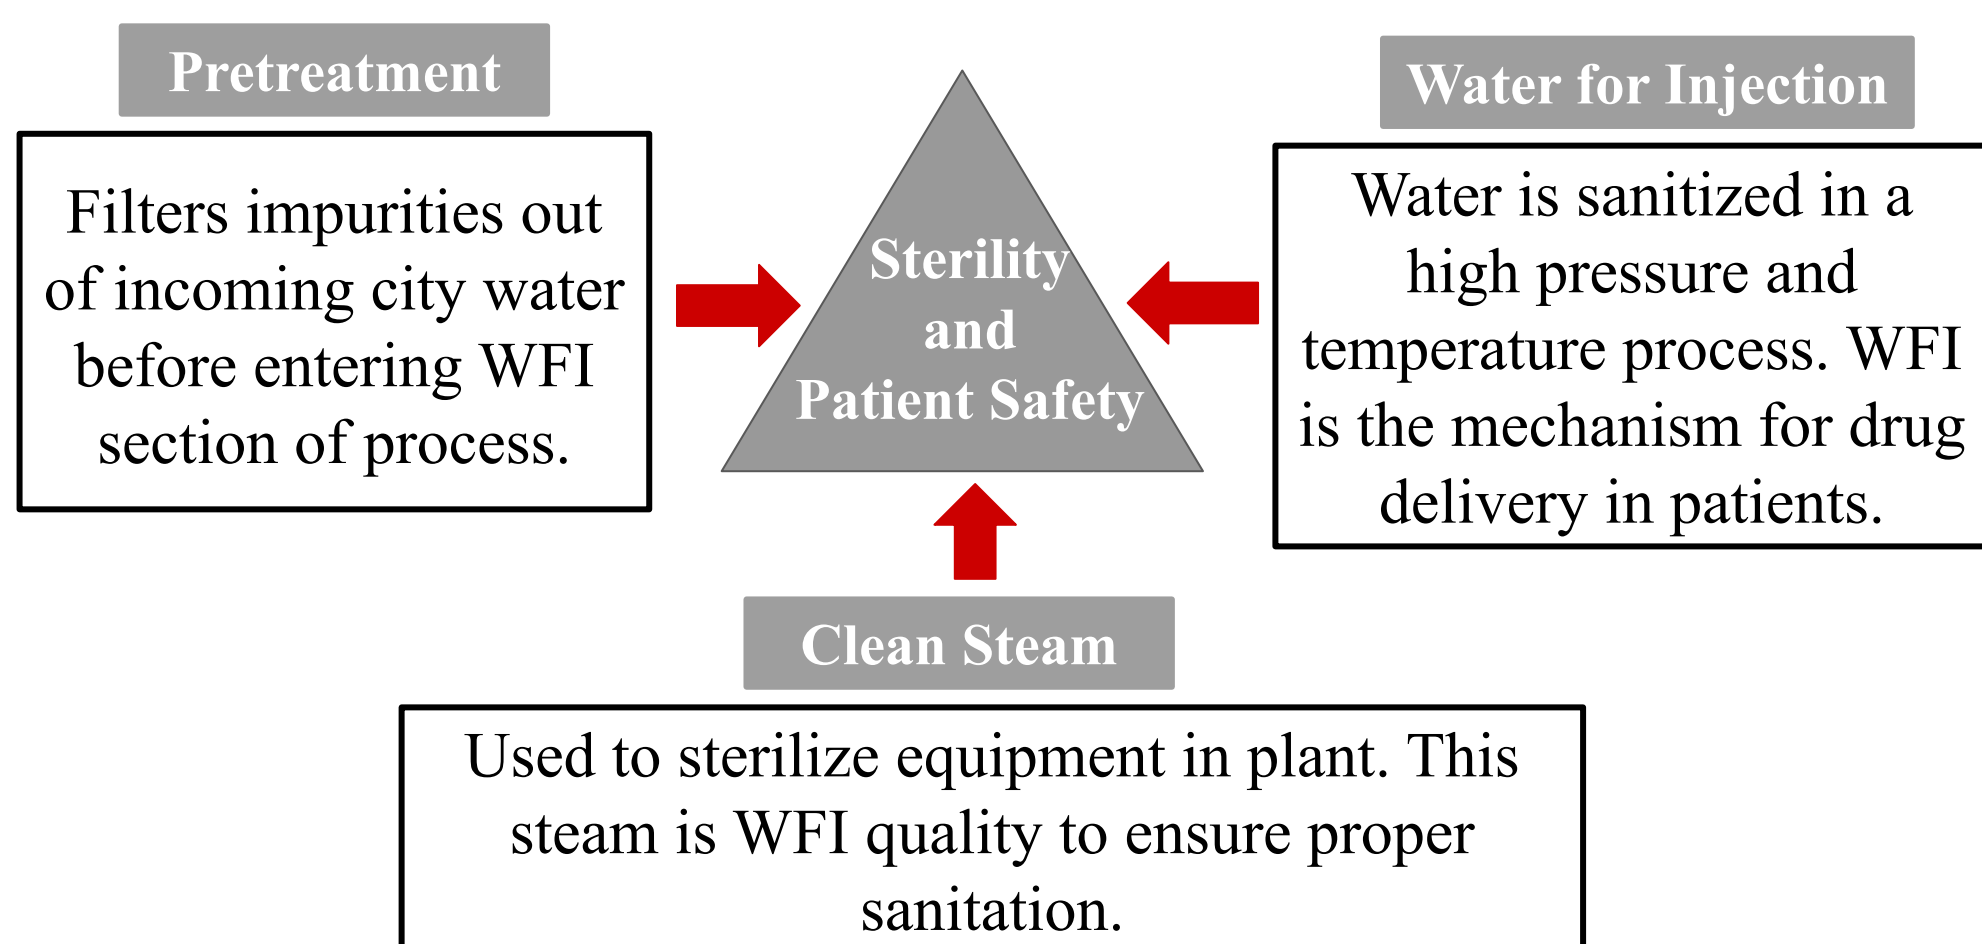 Pretreatment
Filters impurities out
of incoming city water
before entering WFI
section of process.
Sterility
and
Patient Safety
Water for Injection
Water is sanitized in a
high pressure and
temperature process. WFI
is the mechanism for drug
delivery in patients.
Clean Steam
Used to sterilize equipment in plant. This
steam is WFI quality to ensure proper
sanitation.